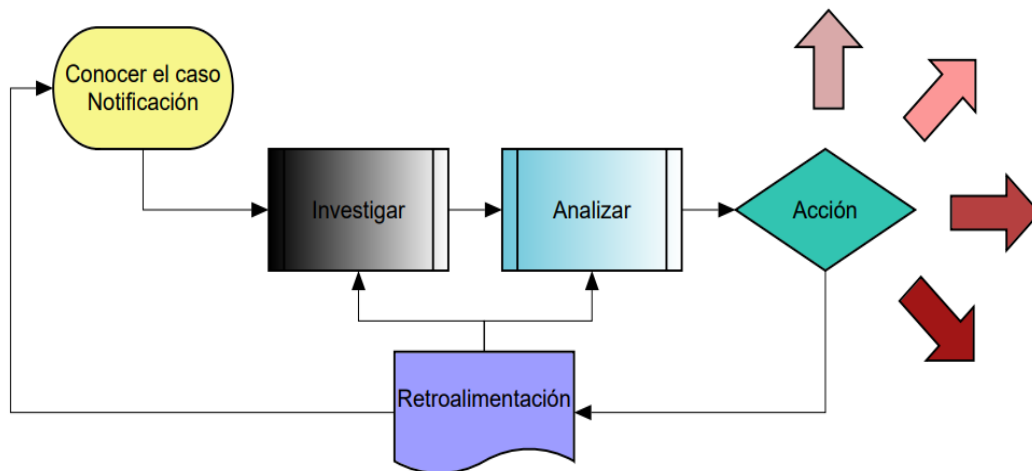 Conocer el caso
Notificación
Investigar
Analizar
Acción
Retroalimentación